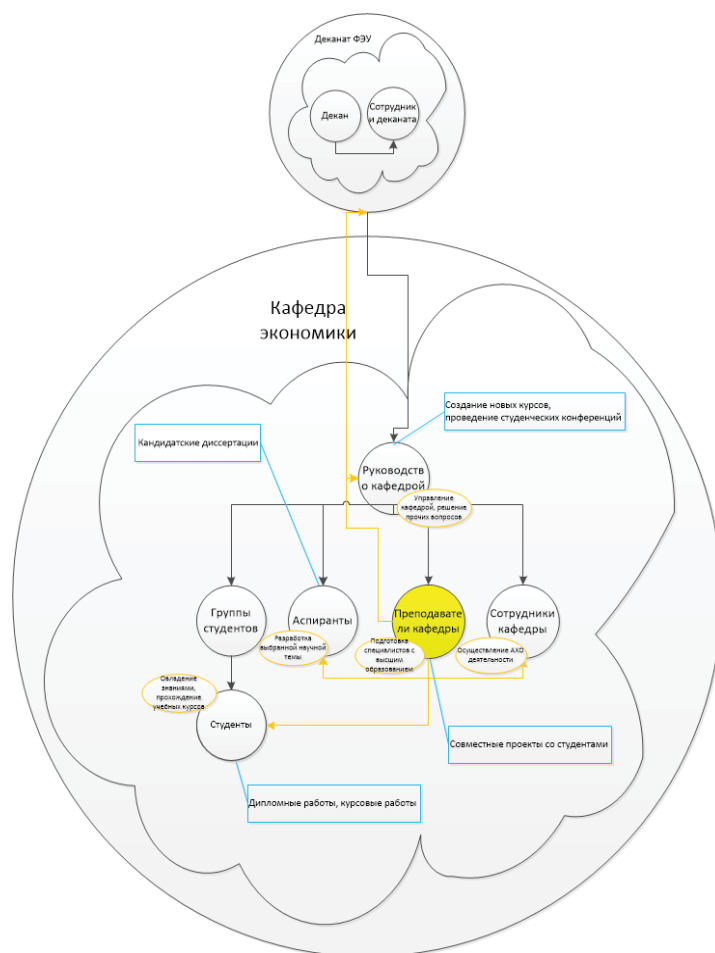 Деканат ФЭУ
Декан
Сотрудник
и деканата
Кафедра
экономики
Создание новых курсов,
проведение студенческих конференций
Кандидатские диссертации
Руководств
о кафедрой
Управление
кафедрой, решение
прочих вопросов
Группы
студентов
Аспиранты
Преподавате
ли кафедры
Сотрудники
кафедры
Разработка
выбранной научной
темы
Подготовка
специалистов с
высшим
образованием
Осуществление АХО
деятельности
Овладение
знаниями,
прохождение
учебных курсов
Студенты
Совместные проекты со студентами
Дипломные работы, курсовые работы